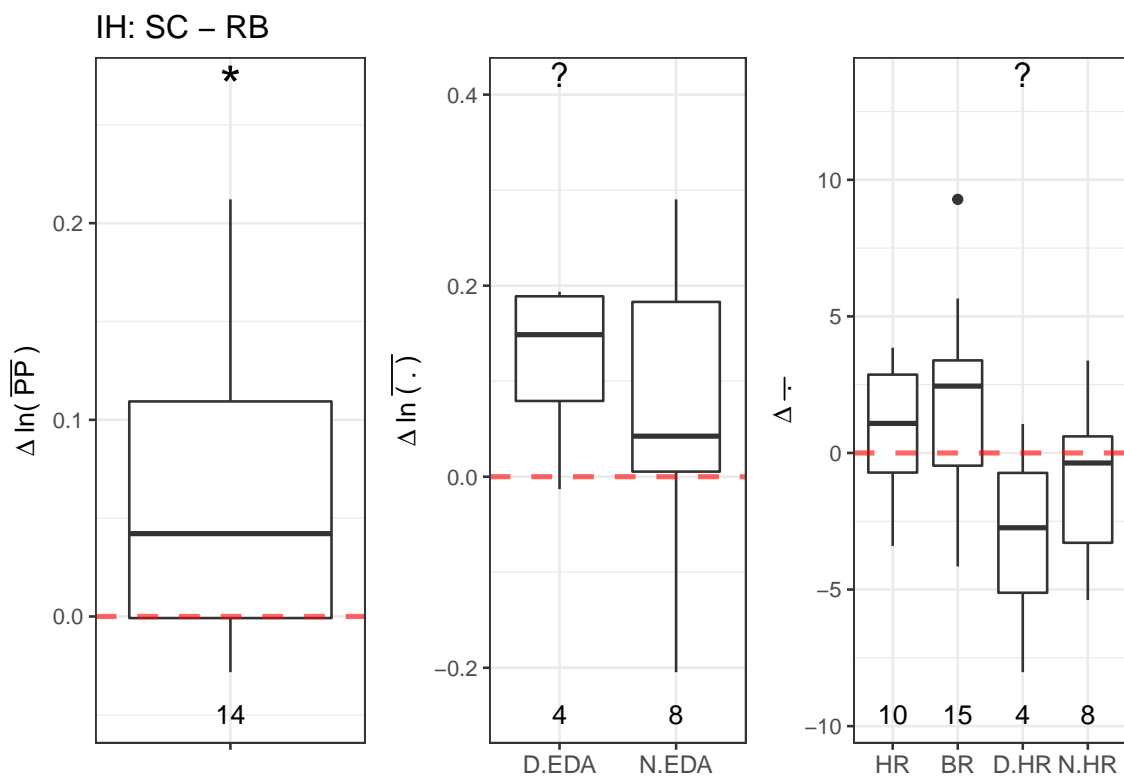 IH: SC − RB
*
0.2
0.1
0.0
Δ ln( PP )
14
?
0.4
0.2
0.0
−0.2
Δ ln ( . )
4 8
D.EDA N.EDA
?
10
5
0
−5
−10
Δ .
10 15 4 8
HR BR D.HR N.HR